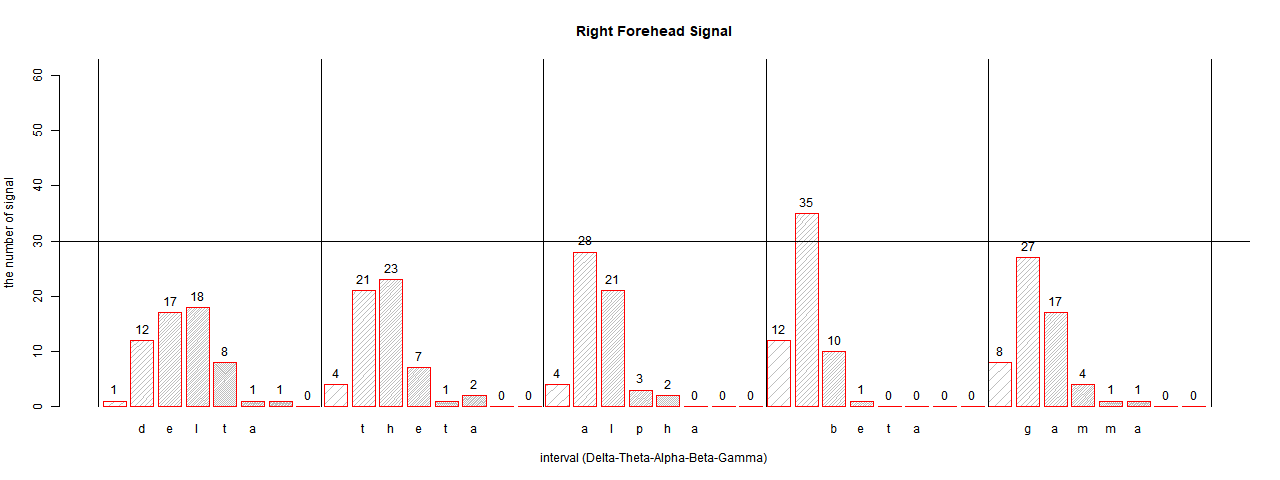 Right Forehead Signal
the number of signal
60
50
40
30
20
10
0
1 12 17 18 8 1 1 0
4 21 23 7 1 2 0 0
4 28 21 3 2 0 0 0
12 35 10 1 0 0 0 0
8 27 17 4 1 1 0 0
d e l t a t h e t a a l p h a b e t a g a m m a
interval (Delta-Theta-Alpha-Beta-Gamma)